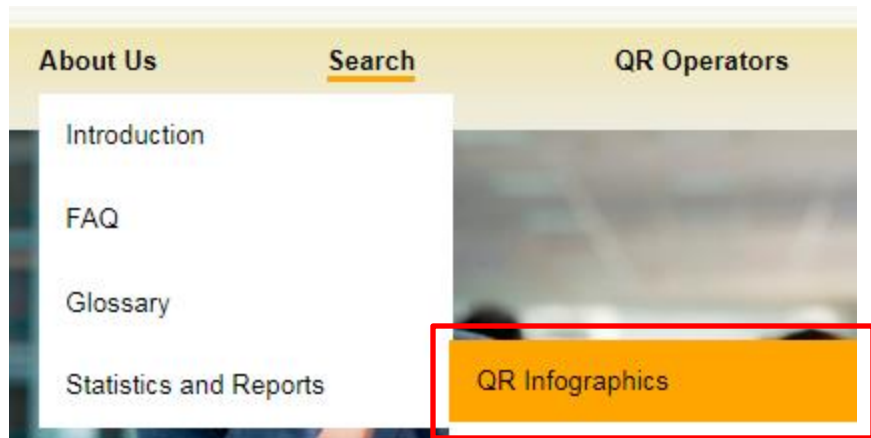 About Us Search QR Operators
Introduction
FAQ
Glossary
Statistics and Reports QR Infographics